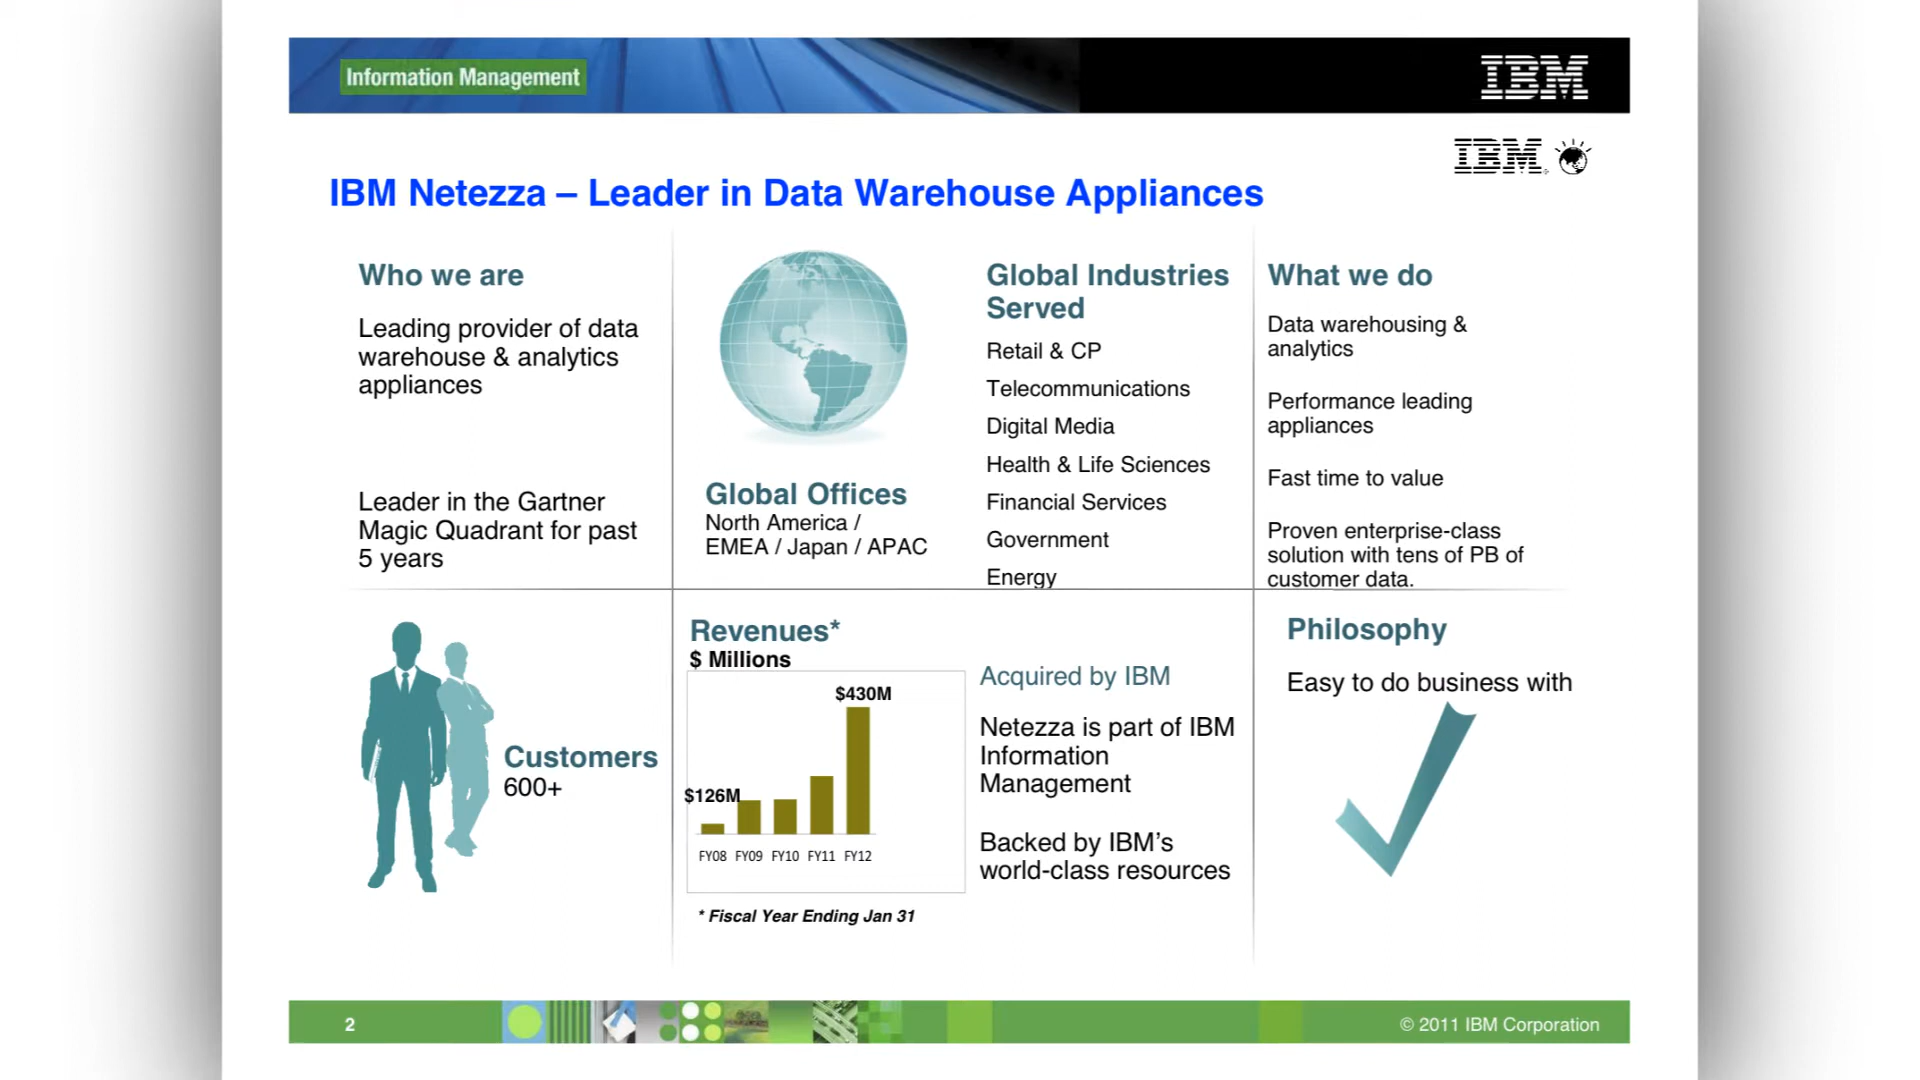 Information Management
IBM
IBM
IBM Netezza – Leader in Data Warehouse Appliances
Who we are
Leading provider of data
warehouse & analytics
appliances
Leader in the Gartner
Magic Quadrant for past
5 years
Global Offices
North America /
EMEA / Japan / APAC
Global Industries
Served
Retail & CP
Telecommunications
Digital Media
Health & Life Sciences
Financial Services
Government
Energy
What we do
Data warehousing &
analytics
Performance leading
appliances
Fast time to value
Proven enterprise-class
solution with tens of PB of
customer data.
Customers
600+
Revenues*
$ Millions
$430M
$126M
FY08 FY09 FY10 FY11 FY12
* Fiscal Year Ending Jan 31
Acquired by IBM
Netezza is part of IBM
Information
Management
Backed by IBM’s
world-class resources
Philosophy
Easy to do business with
2
© 2011 IBM Corporation